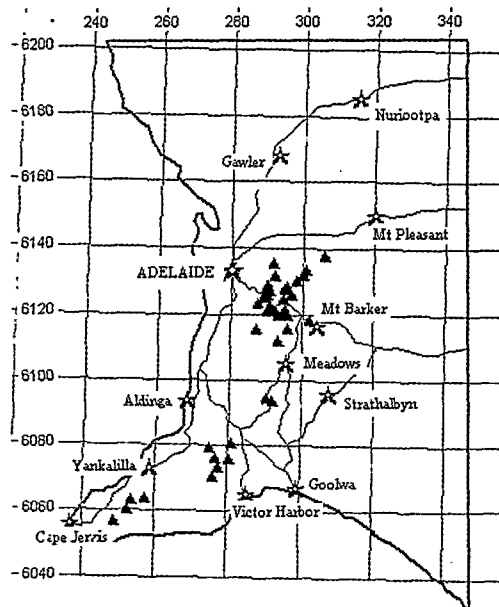 240 260 280 300 320 340
- 6200
- 6180
Nuriootpa
Gawler
- 6160
Mt Pleasant
- 6140
ADELAIDE
- 6120
Mt Barker
Meadows
- 6100
Aldinga
Strathalbyn
- 6080
Yankalilla
Goolwa
- 6060
Victor Harbor
Cape Jervis
- 6040